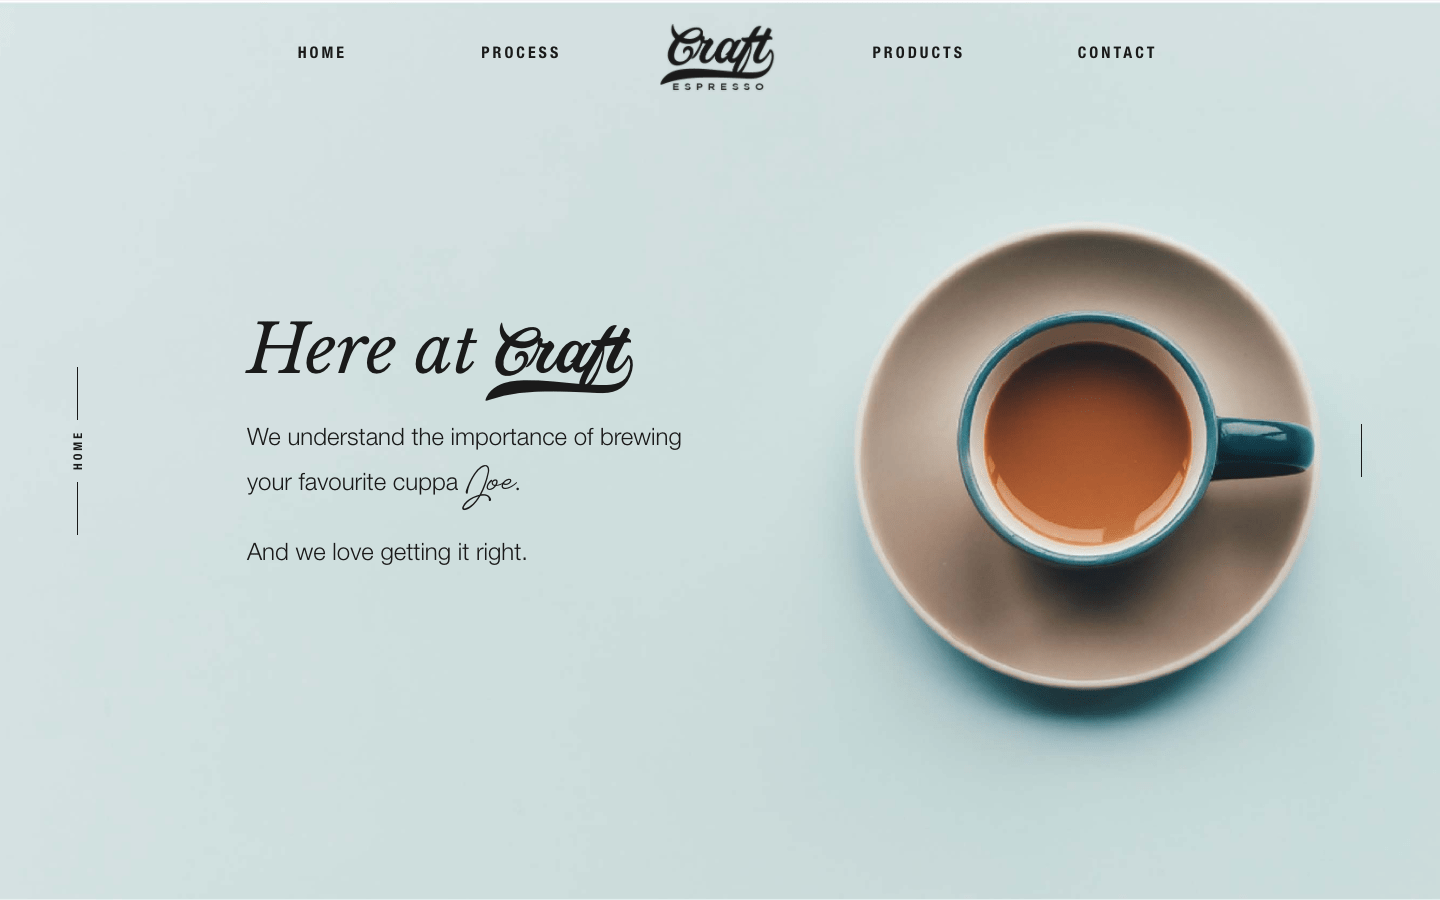 HOME
PROCESS
Craft
ESPRESSO
PRODUCTS
CONTACT
Here at Craft
We understand the importance of brewing
your favourite cuppa Joe.
And we love getting it right.
HOME